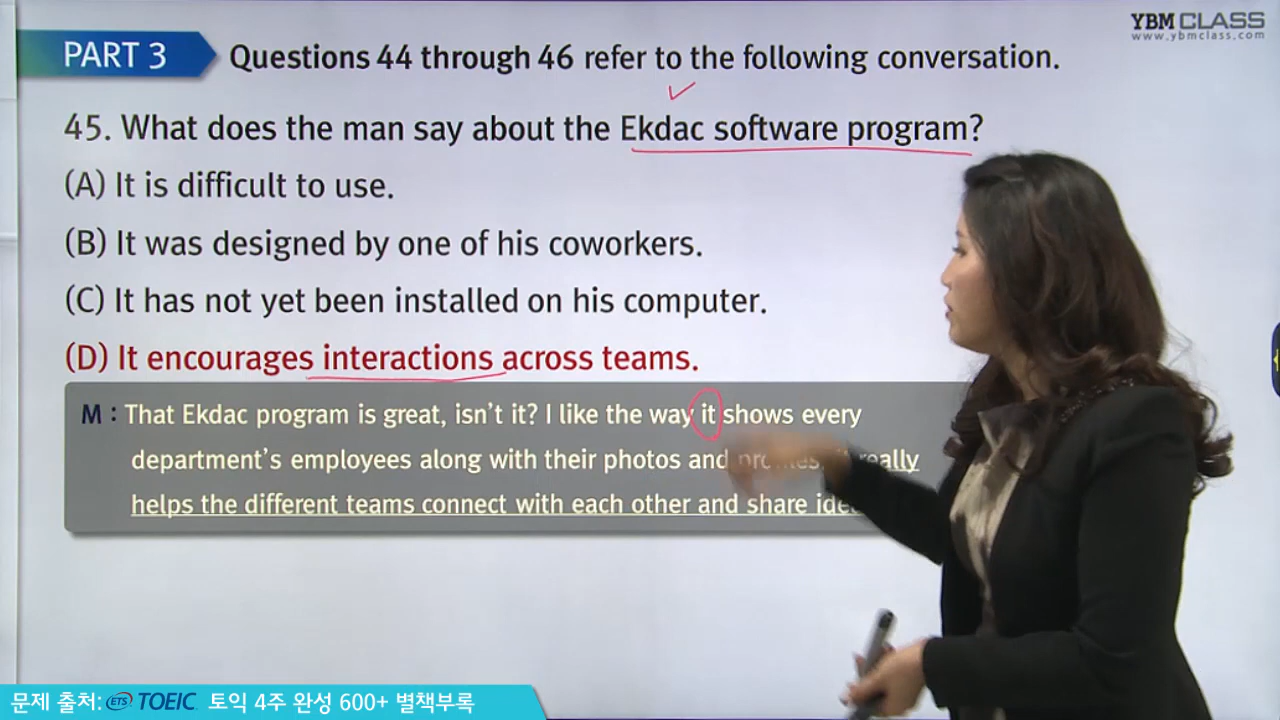 YBM CLASS
www.ybmclass.com
PART 3
Questions 44 through 46 refer to the following conversation.
45. What does the man say about the Ekdac software program?
(A) It is difficult to use.
(B) It was designed by one of his coworkers.
(C) It has not yet been installed on his computer.
(D) It encourages interactions across teams.
M : That Ekdac program is great, isn't it? I like the way it shows every
department's employees along with their photos and really
helps the different teams connect with each other and share
문제 출처: ETS TOEIC 토익 4주 완성 600+ 별책부록